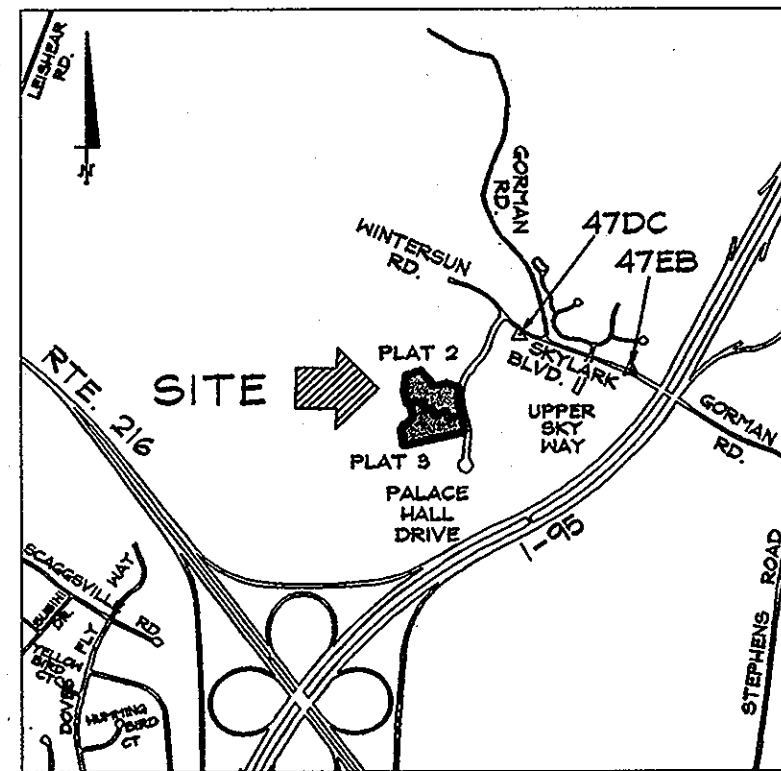 LEISHEAR
RD.
GORMAN
RD.
WINTERSUN
RD.
47DC
47EB
PLAT 2
SKYLARK
BLVD.
SITE
RTE. 216
UPPER
SKY
WAY
GORMAN
RD.
PLAT 3
PALACE
HALL
DRIVE
I-95
SCAGGSVILLE
RD.
WAY
FLY
DOVES
DR.
YELLOW
BIRD
CT
HUMMING
BIRD
CT
STEPHENS ROAD